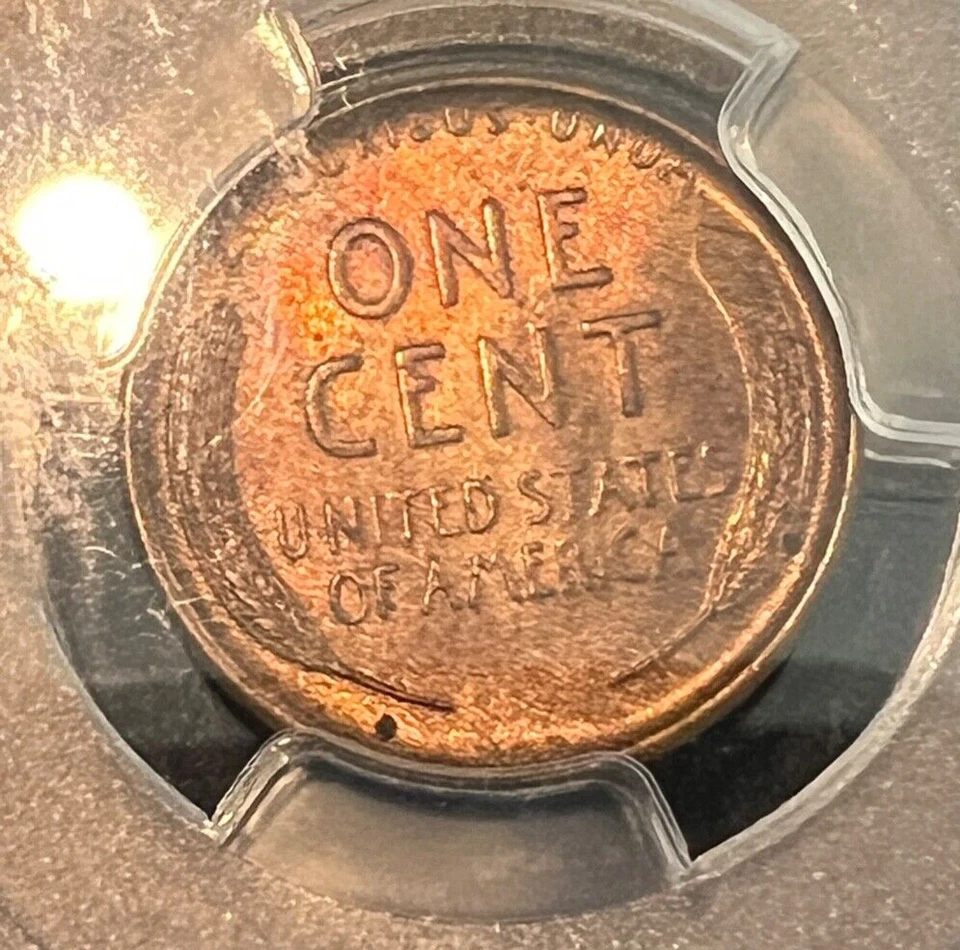 ONE
CENT
UNITED STATES
OF AMERICA